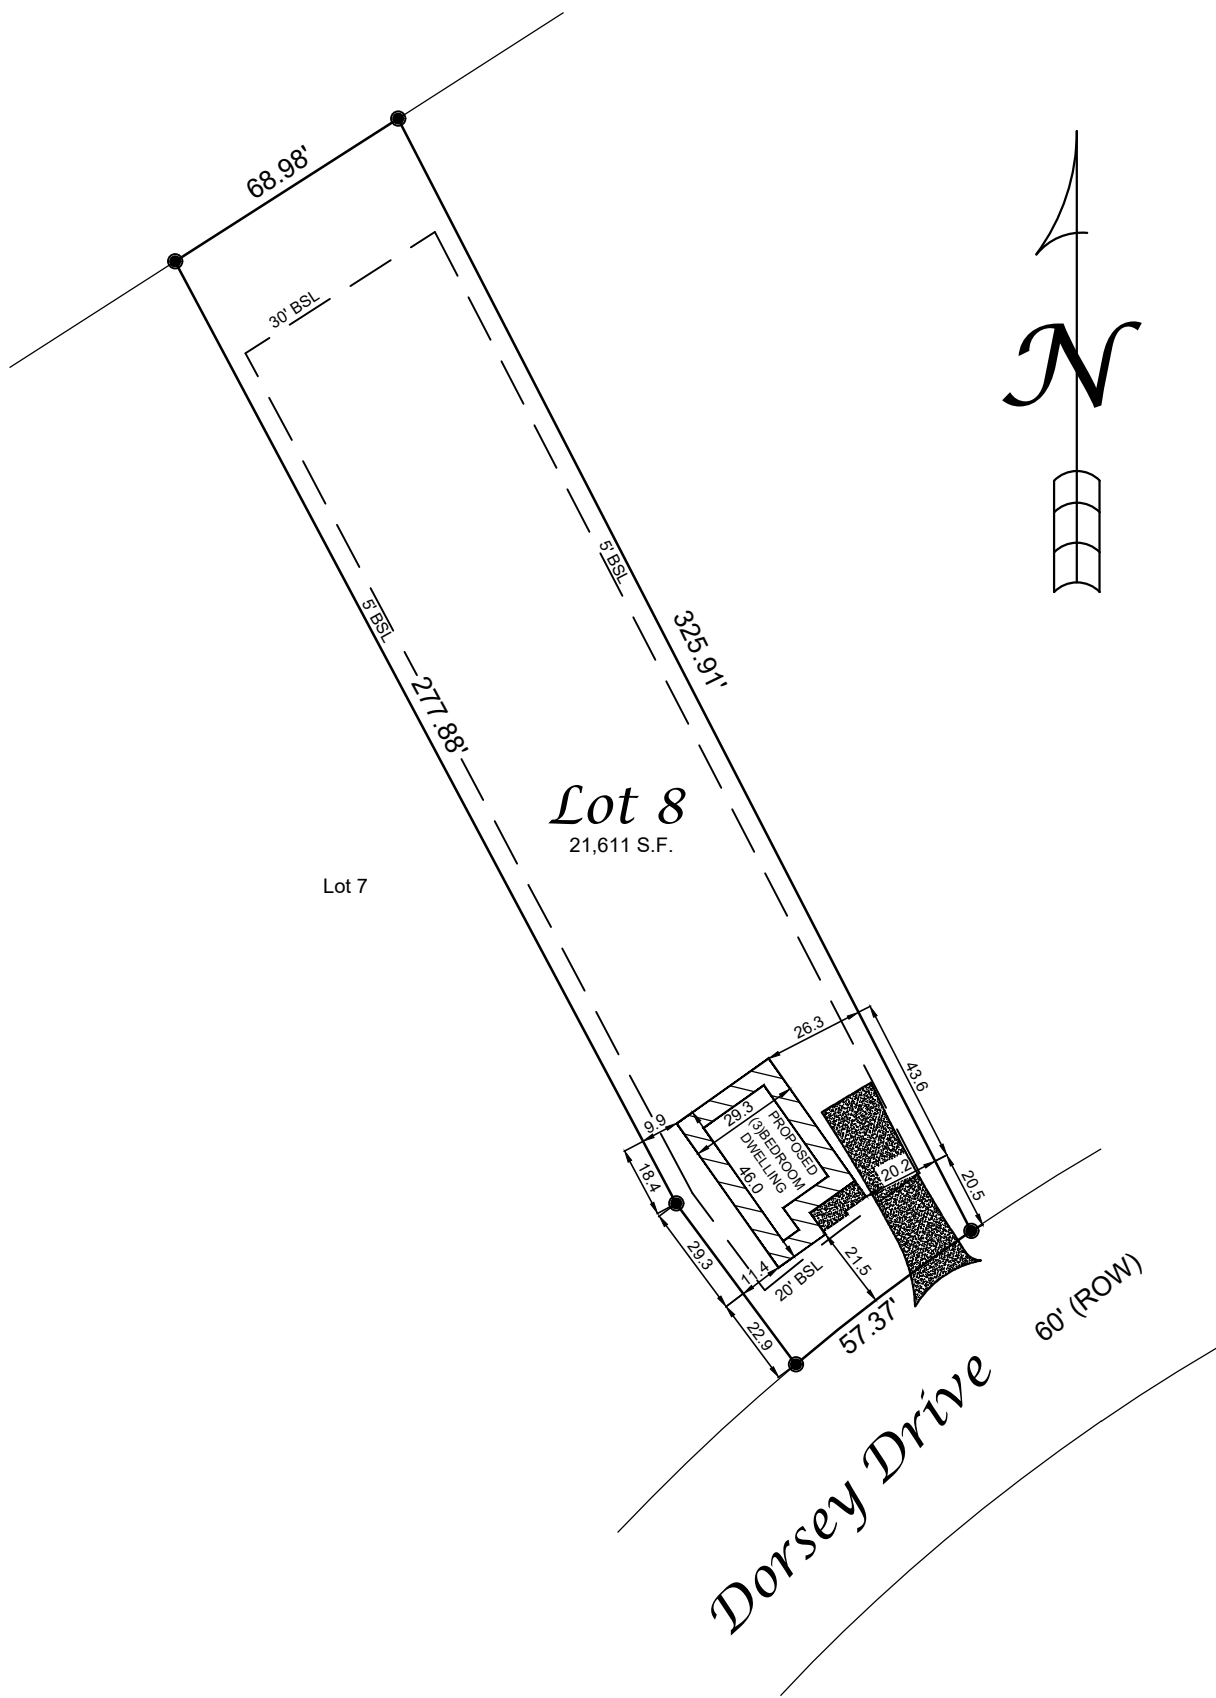 68.98'
30' BSL
N
5' BSL
5' BSL
325.91'
277.88'
Lot 8
21,611 S.F.
Lot 7
26.3
43.6
9.9
29.3
PROPOSED
(3)BEDROOM
DWELLING
46.0
18.4
20.2
20.5
29.3
11.4
20' BSL
21.5
22.9
57.37'
60' (ROW)
Dorsey Drive